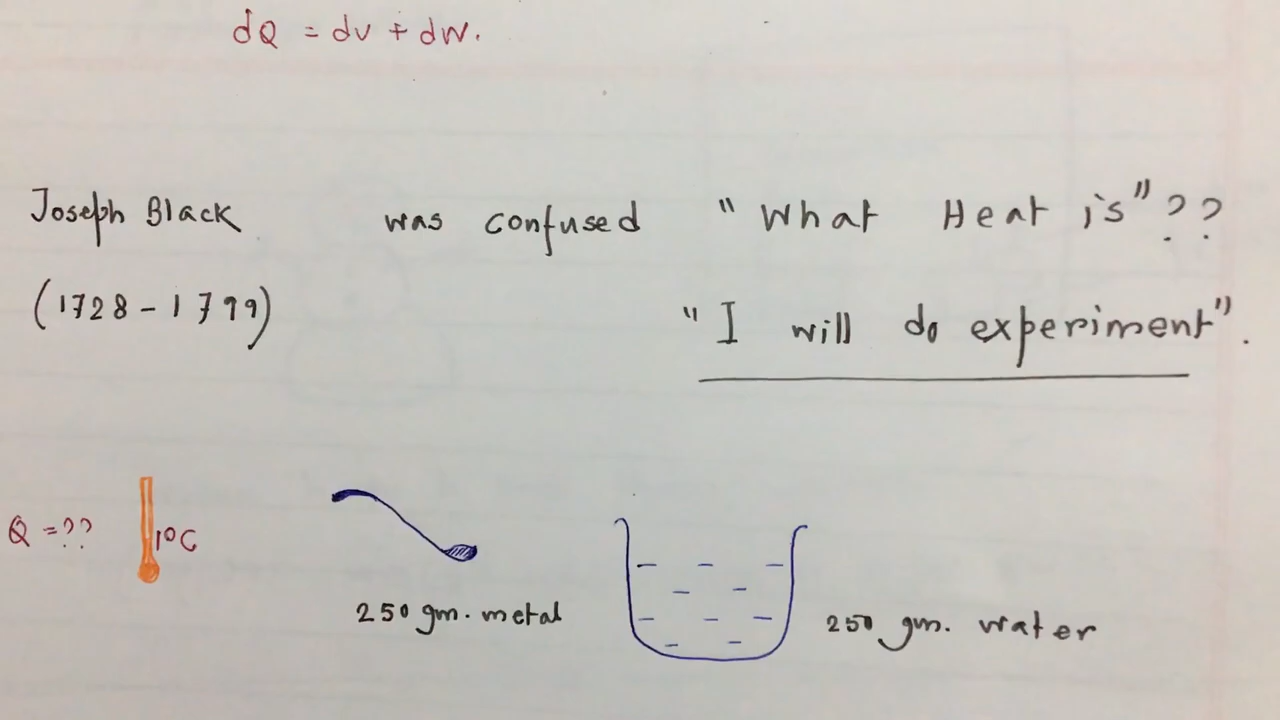 dQ = dv + dW.
Joseph Black was confused "What Heat is"??
(1728 - 1799) "I will do experiment".
Q = ?? 1°C
250 gm. metal
250 gm. water